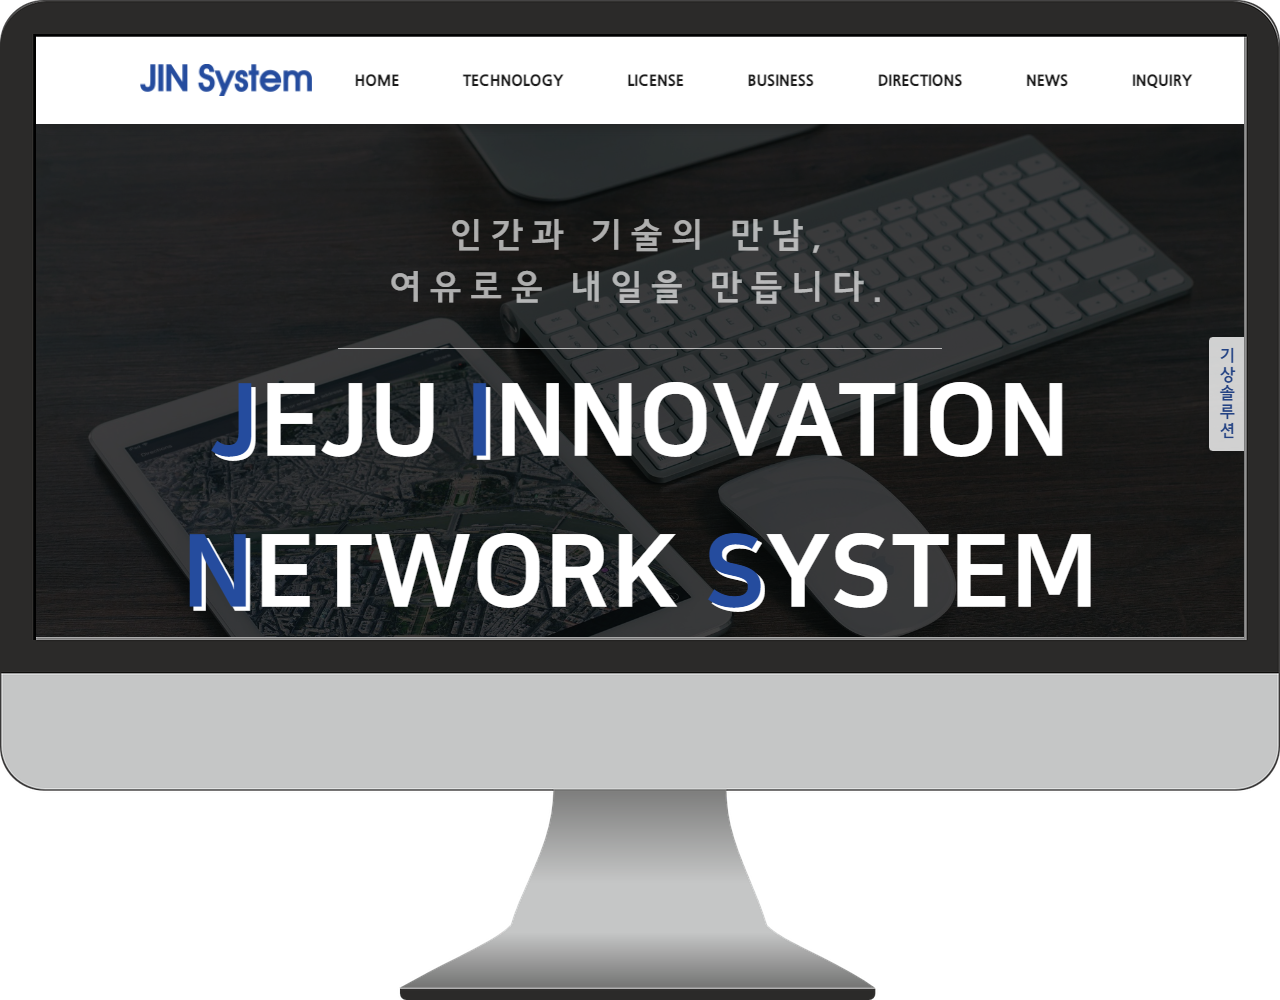 JIN System
HOME TECHNOLOGY LICENSE BUSINESS DIRECTIONS NEWS INQUIRY
인간과 기술의 만남,
여유로운 내일을 만듭니다.
기상솔루션
JEJU INNOVATION
NETWORK SYSTEM